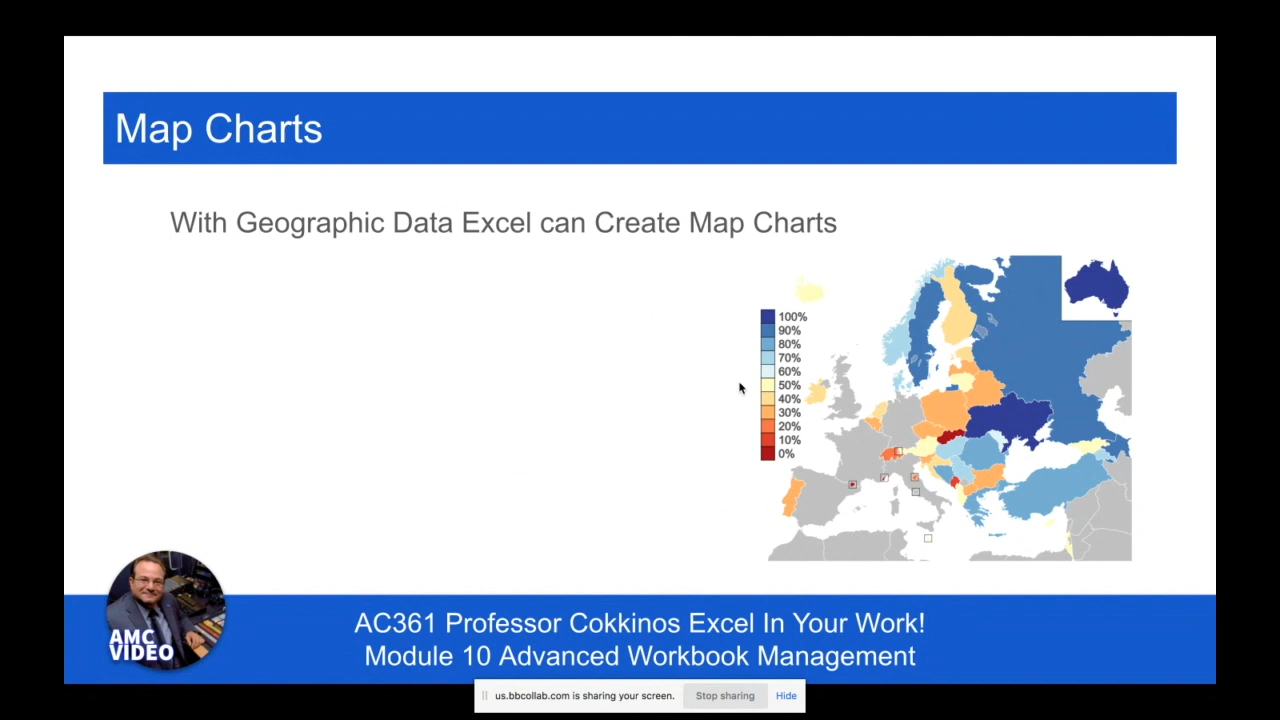 Map Charts
With Geographic Data Excel can Create Map Charts
100%
90%
80%
70%
60%
50%
40%
30%
20%
10%
0%
AMC
VIDEO
AC361 Professor Cokkinos Excel In Your Work!
Module 10 Advanced Workbook Management
us.bbcollab.com is sharing your screen.
Stop sharing
Hide